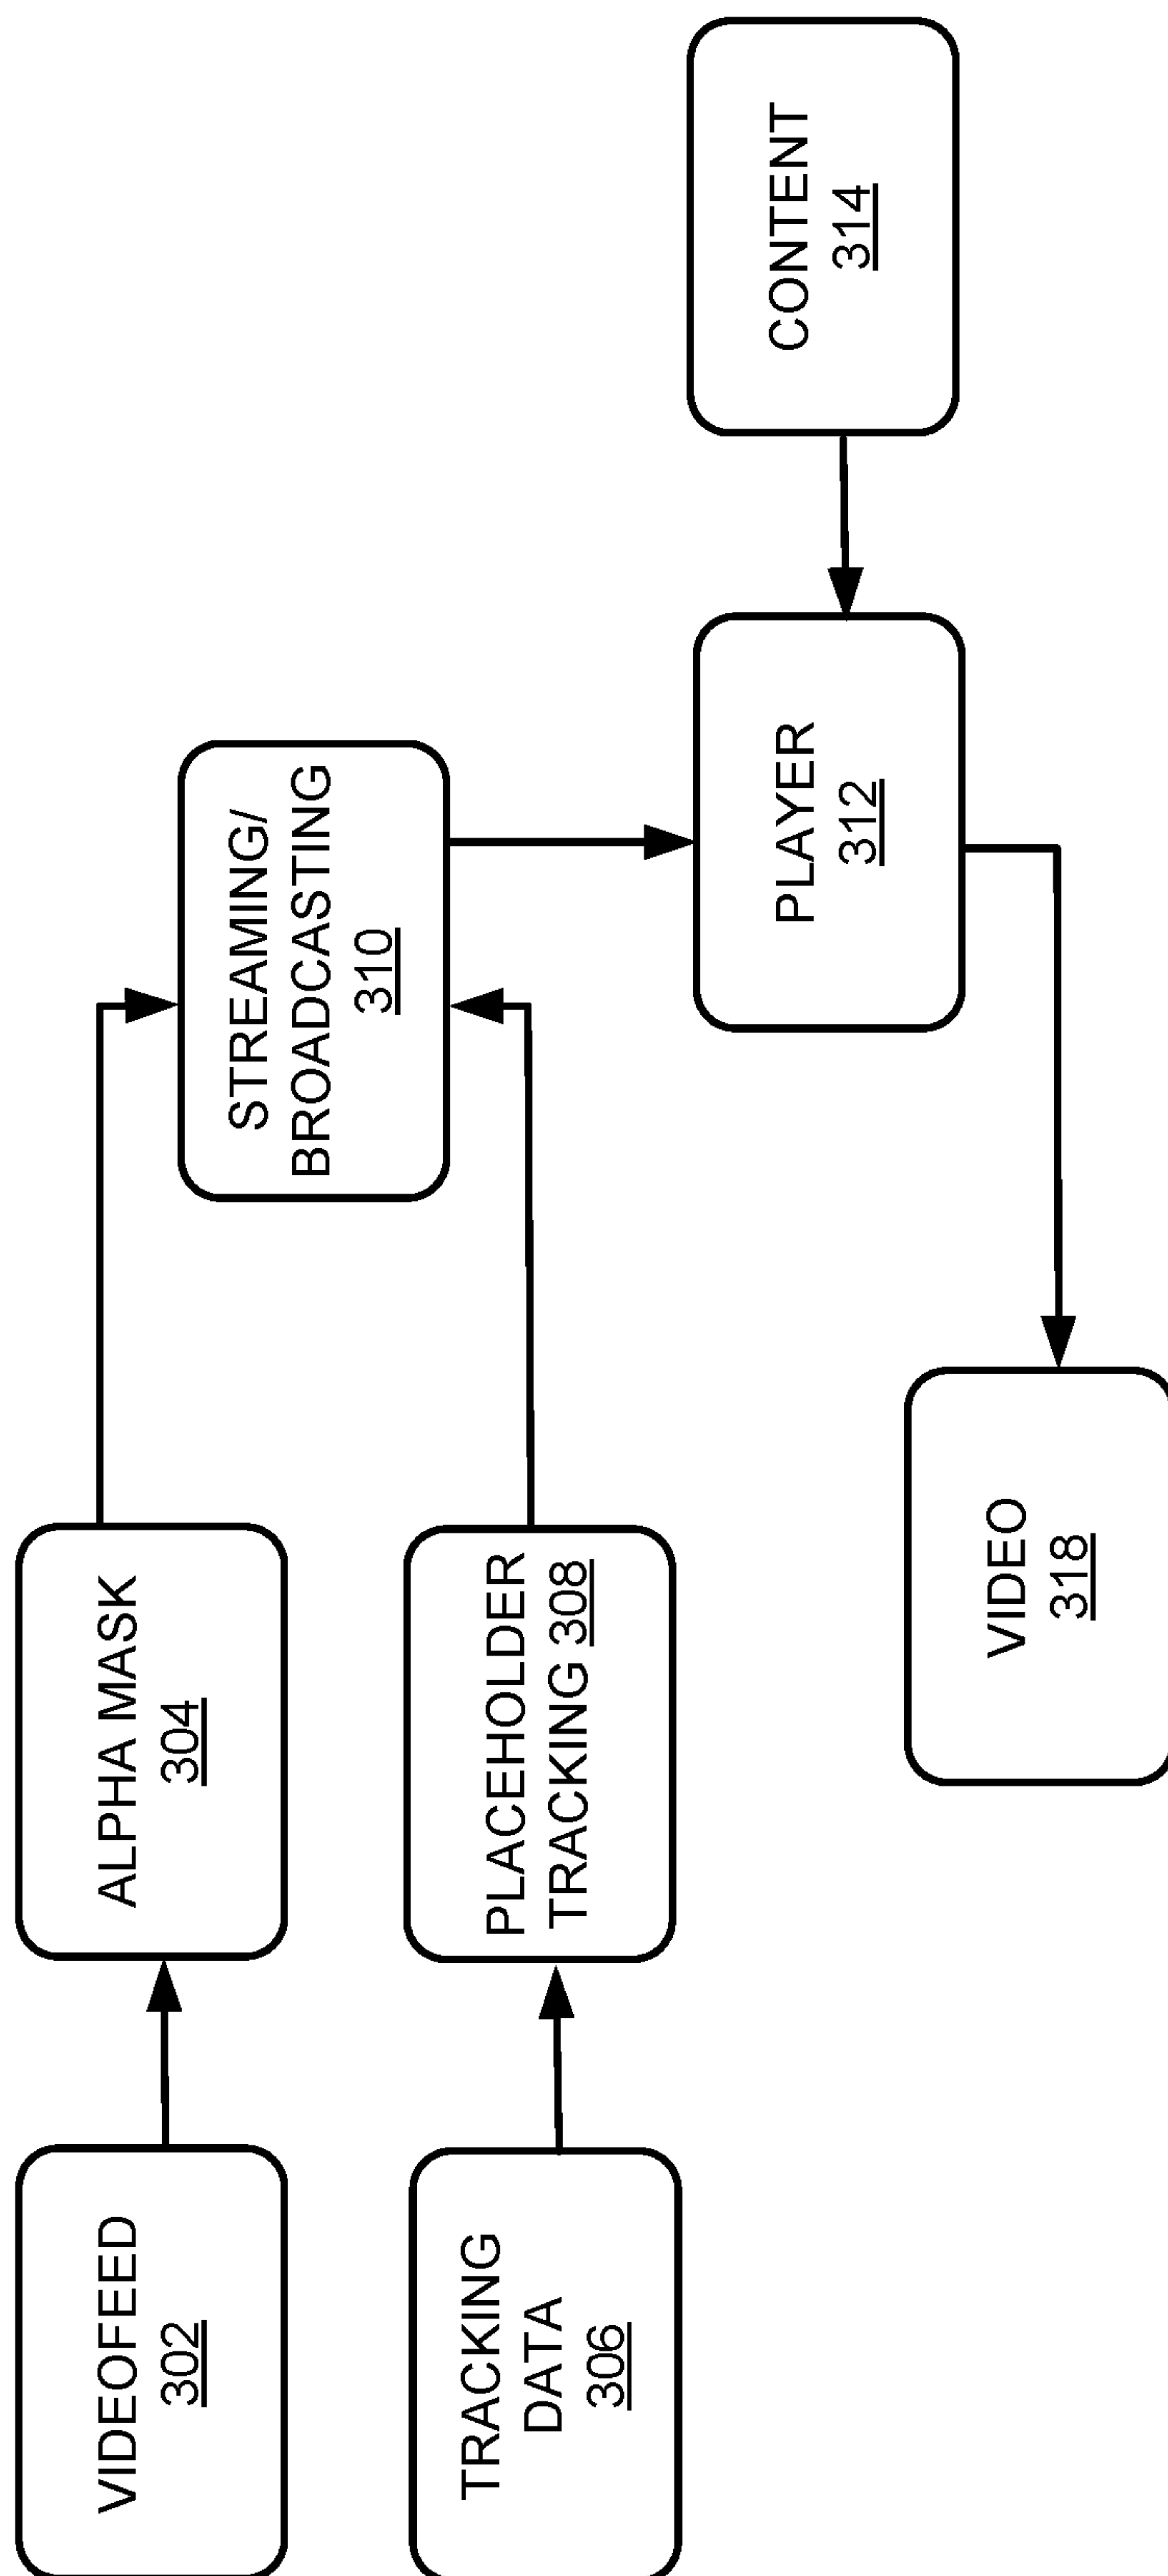 VIDEOFEED
302
ALPHA MASK
304
STREAMING/
BROADCASTING
310
TRACKING
DATA
306
PLACEHOLDER
TRACKING 308
PLAYER
312
CONTENT
314
VIDEO
318